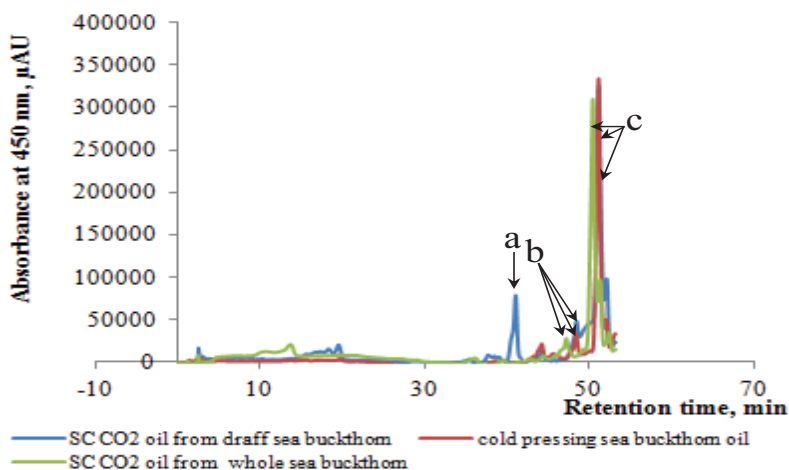 400000
350000
300000
250000
200000
150000
100000
50000
0
Absorbance at 450 nm, µAU
a
b
c
-10
10
30
50
70
Retention time, min
SC CO2 oil from draff sea buckthorn
cold pressing sea buckthorn oil
SC CO2 oil from whole sea buckthorn